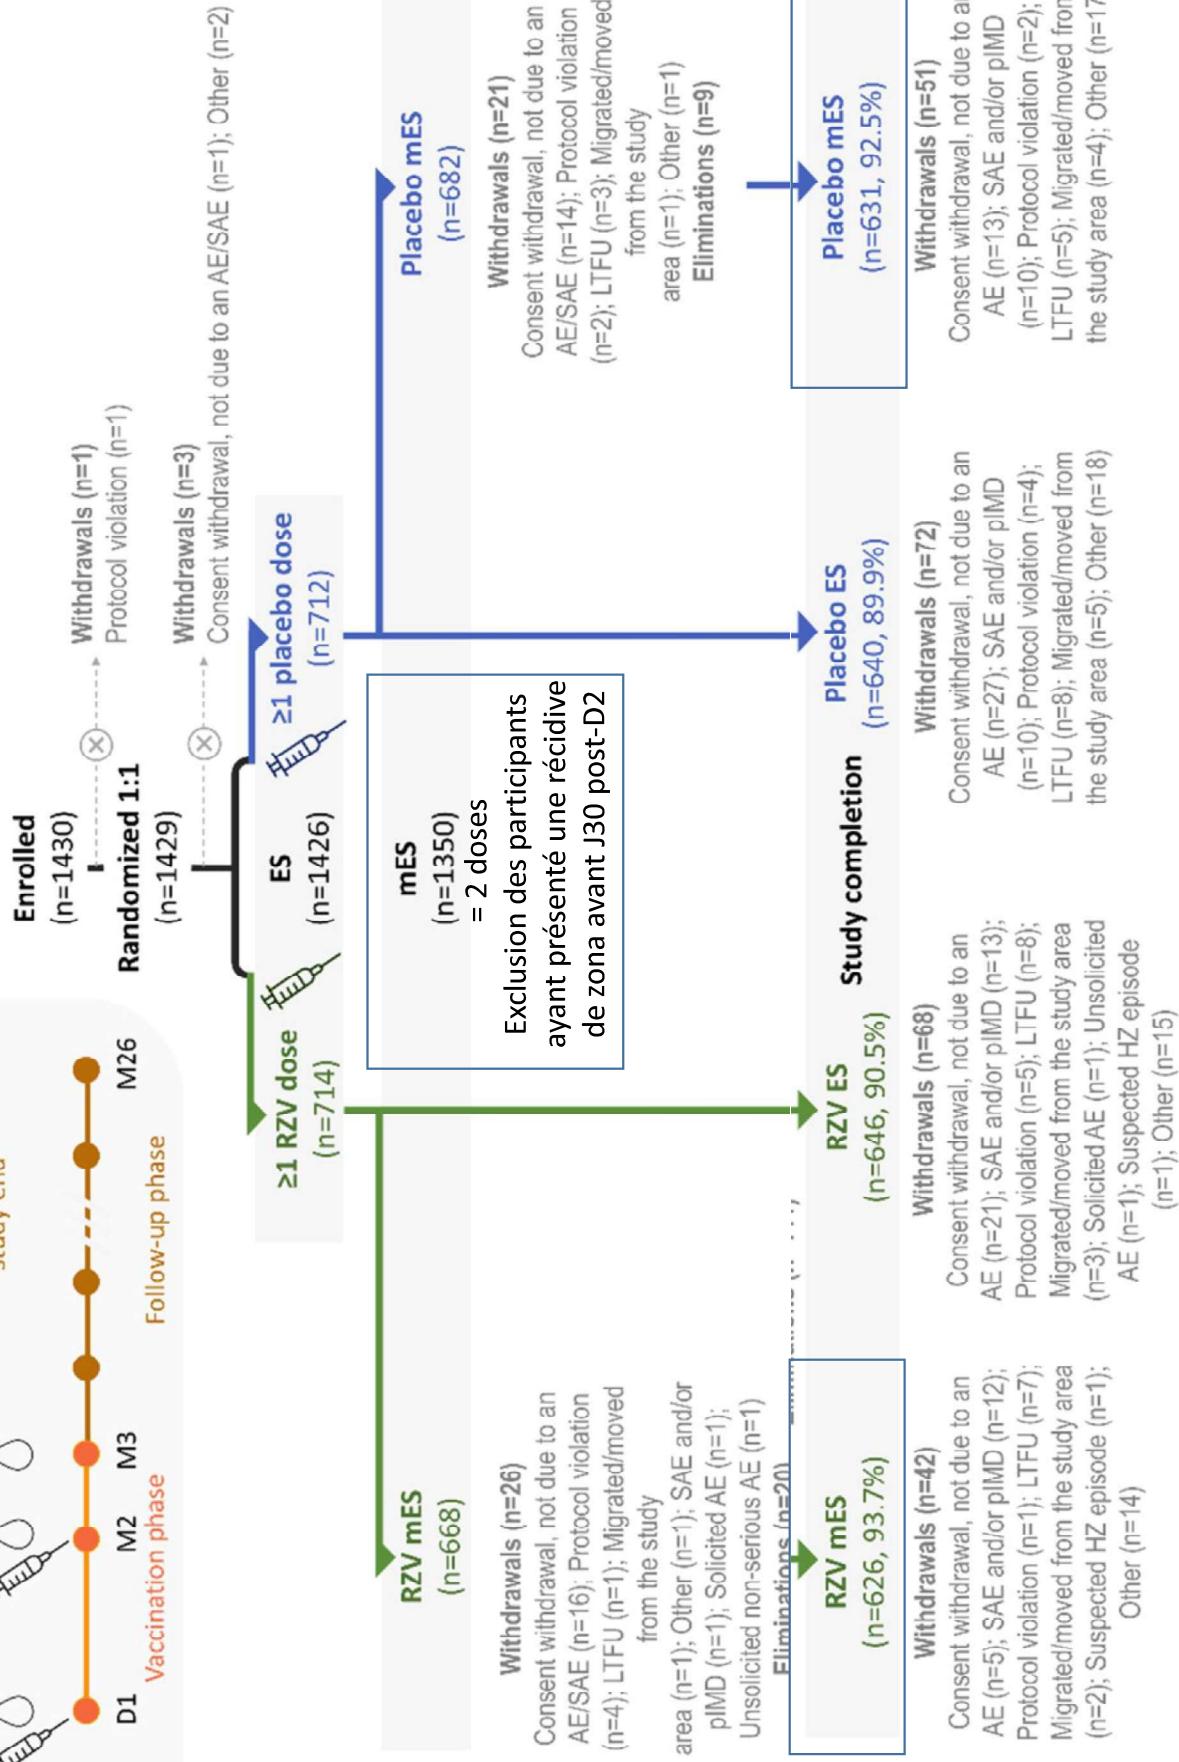 Enrolled
(n=1430)
Withdrawals (n=1)
Protocol violation (n=1)
Randomized 1:1
(n=1429)
Withdrawals (n=3)
Consent withdrawal, not due to an AE/SAE (n=1); Other (n=2)
D1
M2
M3
M26
Vaccination phase
Follow-up phase
≥1 RZV dose
(n=714)
ES
(n=1426)
≥1 placebo dose
(n=712)
RZV mES
(n=668)
mES
(n=1350)
= 2 doses
Exclusion des participants
ayant présenté une récidive
de zona avant J30 post-D2
Placebo mES
(n=682)
Withdrawals (n=26)
Consent withdrawal, not due to an
AE/SAE (n=16); Protocol violation
(n=4); LTFU (n=1); Migrated/moved
from the study
area (n=1); Other (n=1); SAE and/or
pIMD (n=1); Solicited AE (n=1);
Unsolicited non-serious AE (n=1)
Eliminations (n=20)
Withdrawals (n=21)
Consent withdrawal, not due to an
AE/SAE (n=14); Protocol violation
(n=2); LTFU (n=3); Migrated/moved
from the study
area (n=1); Other (n=1)
Eliminations (n=9)
Study completion
RZV mES
(n=626, 93.7%)
RZV ES
(n=646, 90.5%)
Placebo ES
(n=640, 89.9%)
Placebo mES
(n=631, 92.5%)
Withdrawals (n=42)
Consent withdrawal, not due to an
AE (n=5); SAE and/or pIMD (n=12);
Protocol violation (n=1); LTFU (n=7);
Migrated/moved from the study area
(n=2); Suspected HZ episode (n=1);
Other (n=14)
Withdrawals (n=68)
Consent withdrawal, not due to an
AE (n=21); SAE and/or pIMD (n=13);
Protocol violation (n=5); LTFU (n=8);
Migrated/moved from the study area
(n=3); Solicited AE (n=1); Unsolicited
AE (n=1); Suspected HZ episode
(n=1); Other (n=15)
Withdrawals (n=72)
Consent withdrawal, not due to an
AE (n=27); SAE and/or pIMD
(n=10); Protocol violation (n=4);
LTFU (n=8); Migrated/moved from
the study area (n=5); Other (n=18)
Withdrawals (n=51)
Consent withdrawal, not due to a
AE (n=13); SAE and/or pIMD
(n=10); Protocol violation (n=2);
LTFU (n=5); Migrated/moved from
the study area (n=4); Other (n=17